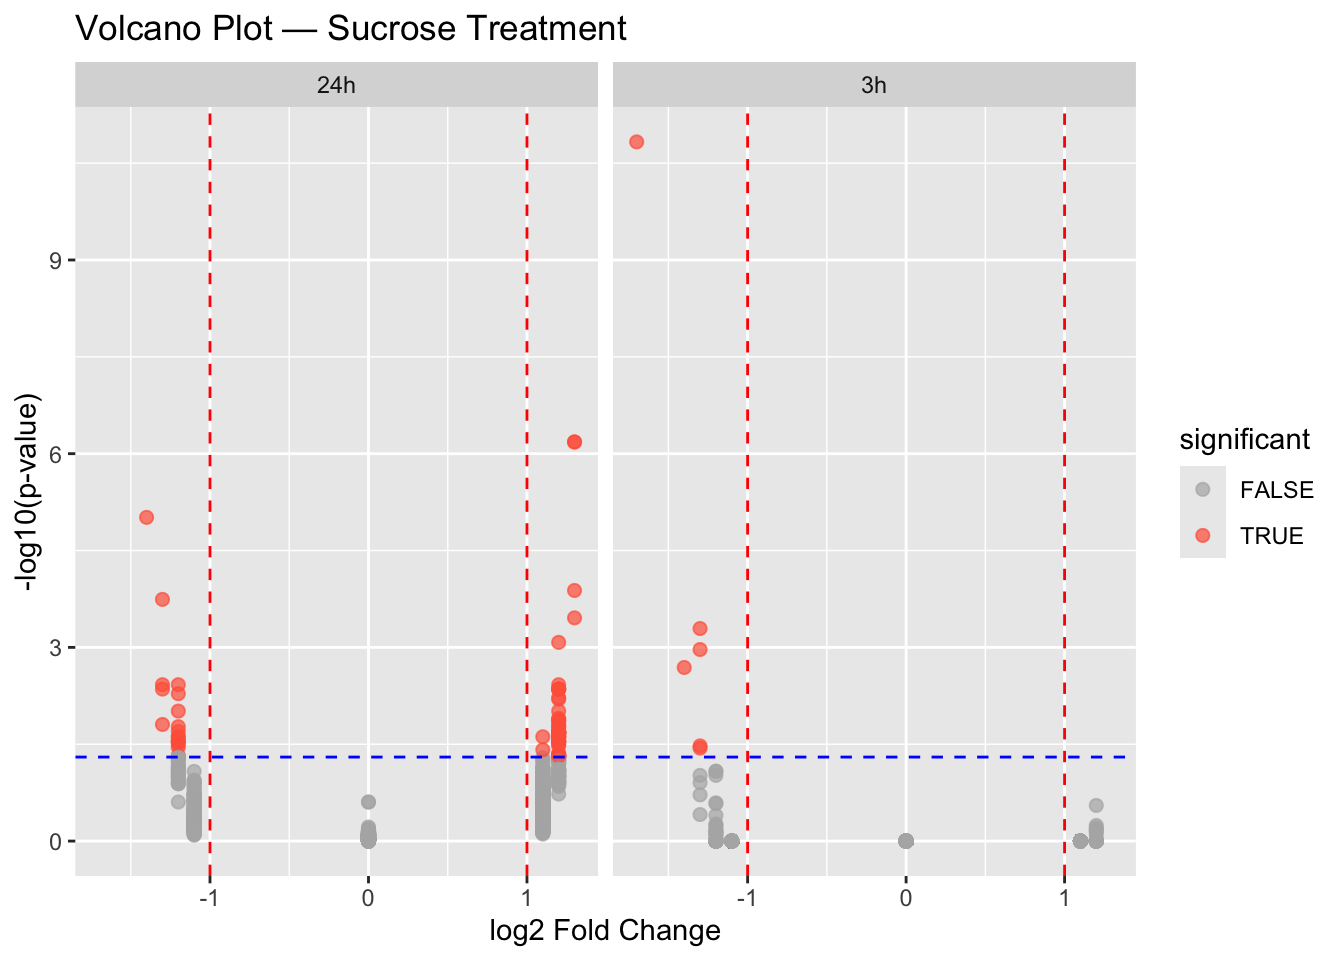 Volcano Plot — Sucrose Treatment
24h
3h
-log10(p-value)
9
6
3
0
-1
0
1
-1
0
1
log2 Fold Change
significant
FALSE
TRUE